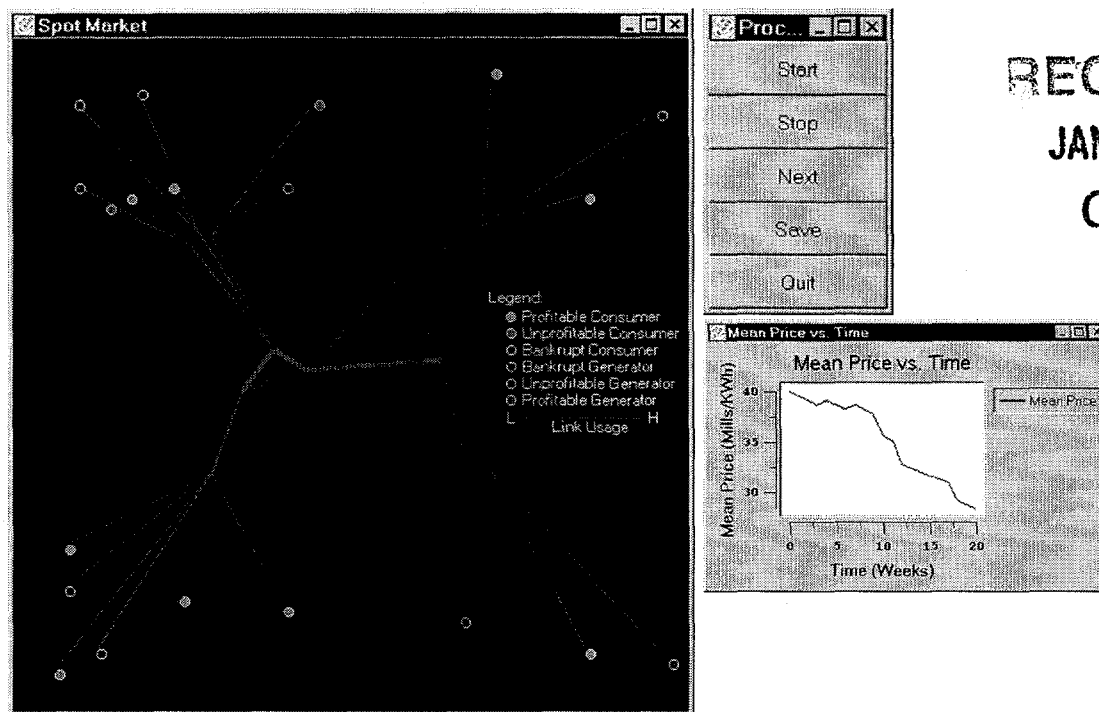 Spot Market
Legend:
Profitable Consumer
Unprofitable Consumer
Bankrupt Consumer
Bankrupt Generator
Unprofitable Generator
Profitable Generator
L H
Link Usage
Proc...
Start
Stop
Next
Save
Quit
REC
JAN
Mean Price vs. Time
Mean Price vs. Time
Mean Price (Mills/KWh)
40
35
30
0 5 10 15 20
Time (Weeks)
Mean Price